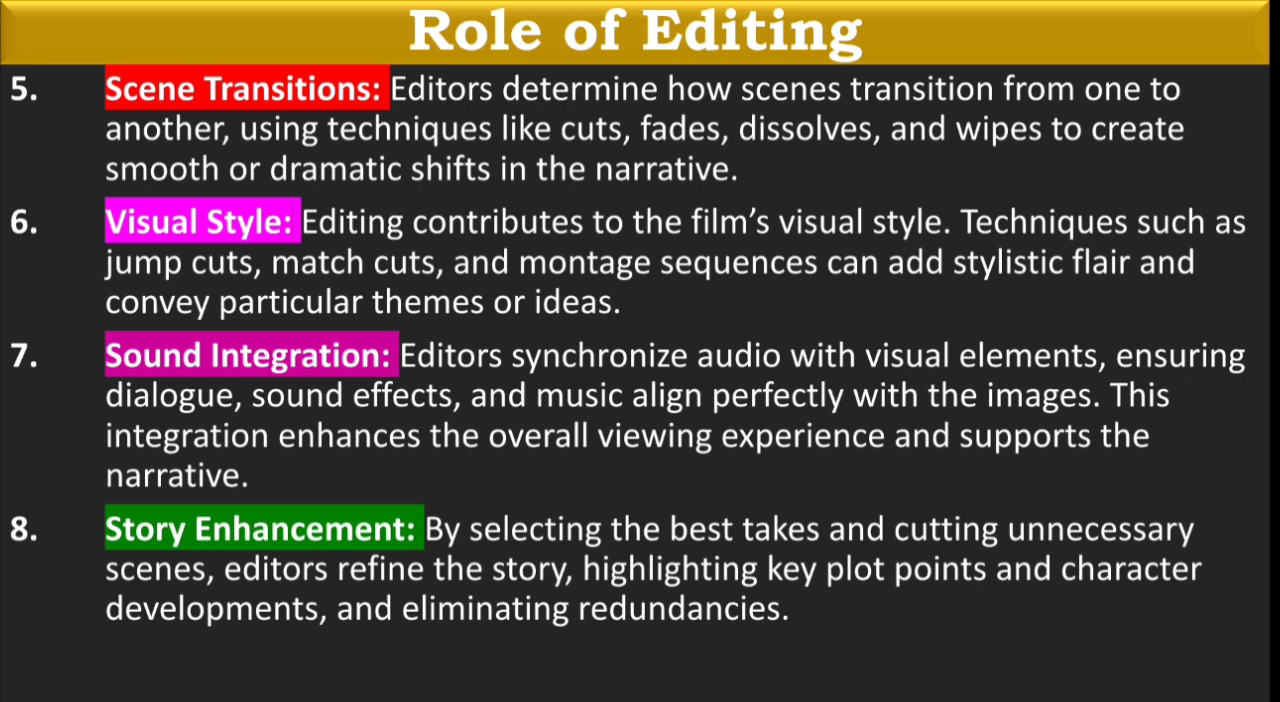 Role of Editing
5. Scene Transitions: Editors determine how scenes transition from one to
another, using techniques like cuts, fades, dissolves, and wipes to create
smooth or dramatic shifts in the narrative.
6. Visual Style: Editing contributes to the film’s visual style. Techniques such as
jump cuts, match cuts, and montage sequences can add stylistic flair and
convey particular themes or ideas.
7. Sound Integration: Editors synchronize audio with visual elements, ensuring
dialogue, sound effects, and music align perfectly with the images. This
integration enhances the overall viewing experience and supports the
narrative.
8. Story Enhancement: By selecting the best takes and cutting unnecessary
scenes, editors refine the story, highlighting key plot points and character
developments, and eliminating redundancies.